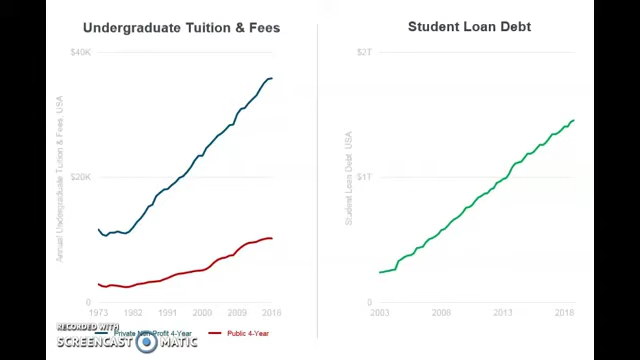 Undergraduate Tuition & Fees
$40K
$20K
0
Annual Undergraduate Tuition & Fees, USA
1973 1982 1991 2000 2009 2018
Private Non-Profit 4-Year Public 4-Year
Student Loan Debt
$2T
$1T
0
Student Loan Debt, USA
2003 2008 2013 2018
RECORDED WITH
SCREENCAST MATIC